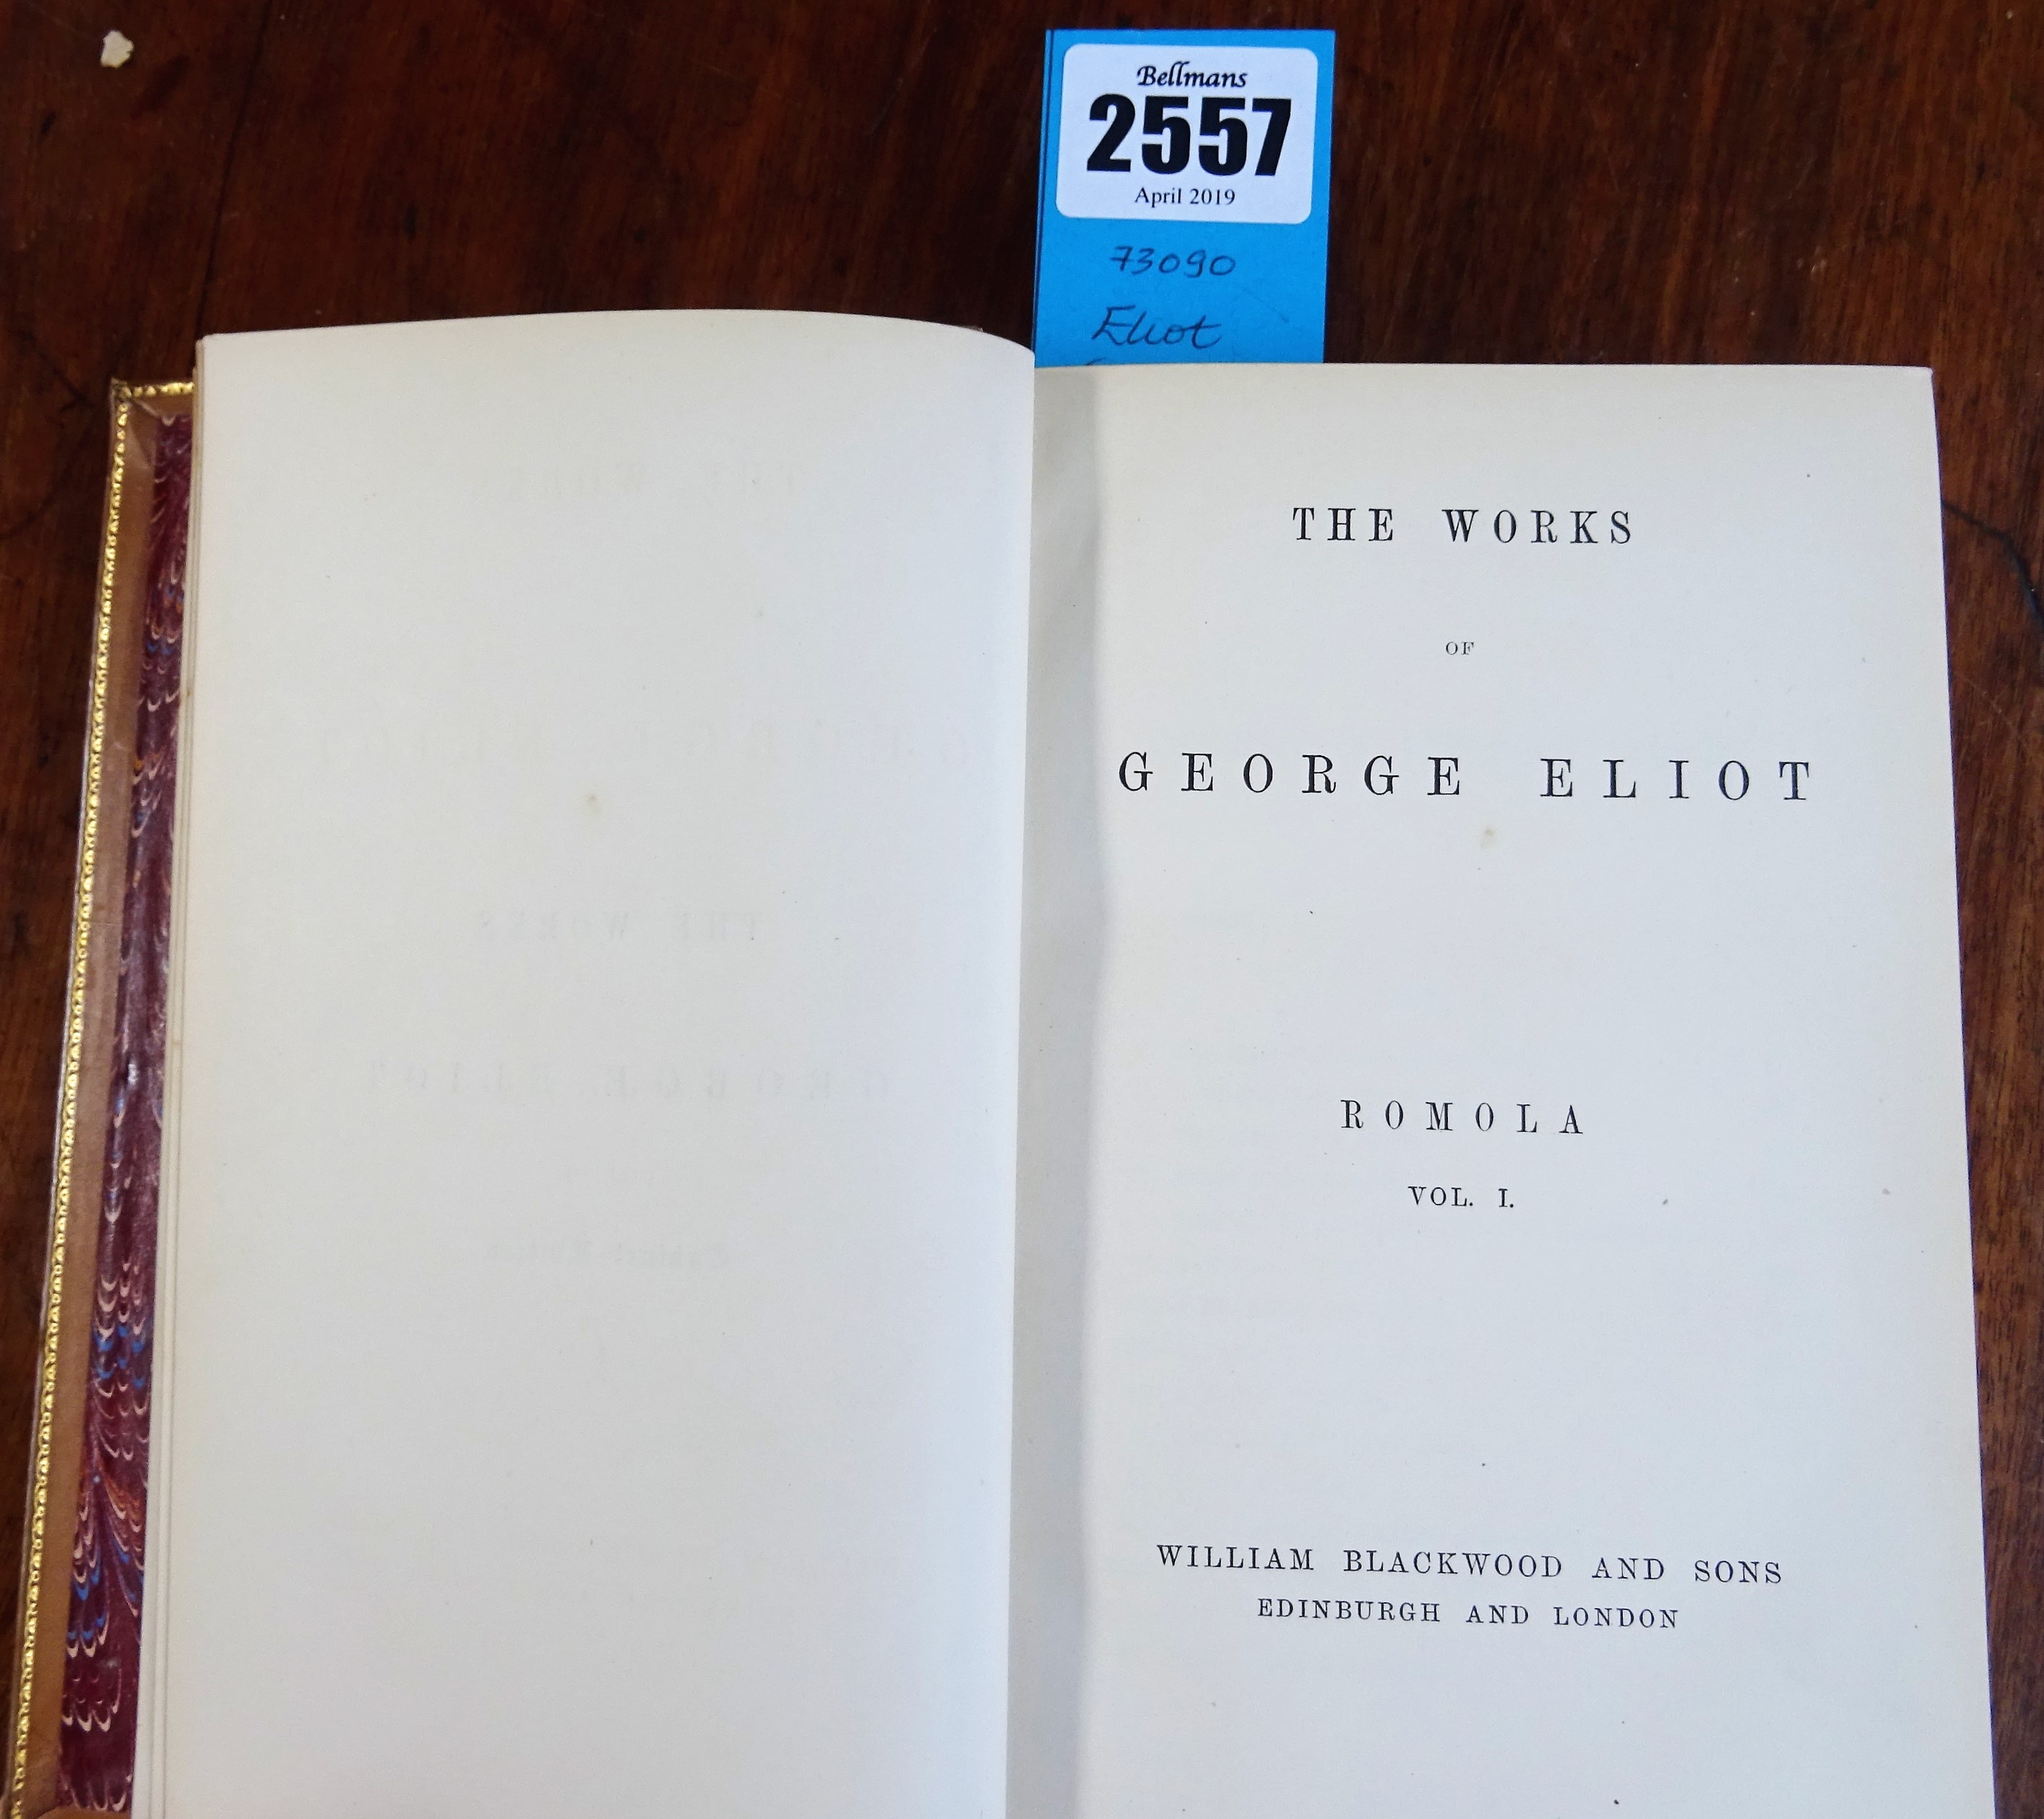 Bellmans
2557
April 2019
73090
Eliot
THE WORKS
OF
GEORGE ELIOT
ROMOLA
VOL. I.
WILLIAM BLACKWOOD AND SONS
EDINBURGH AND LONDON